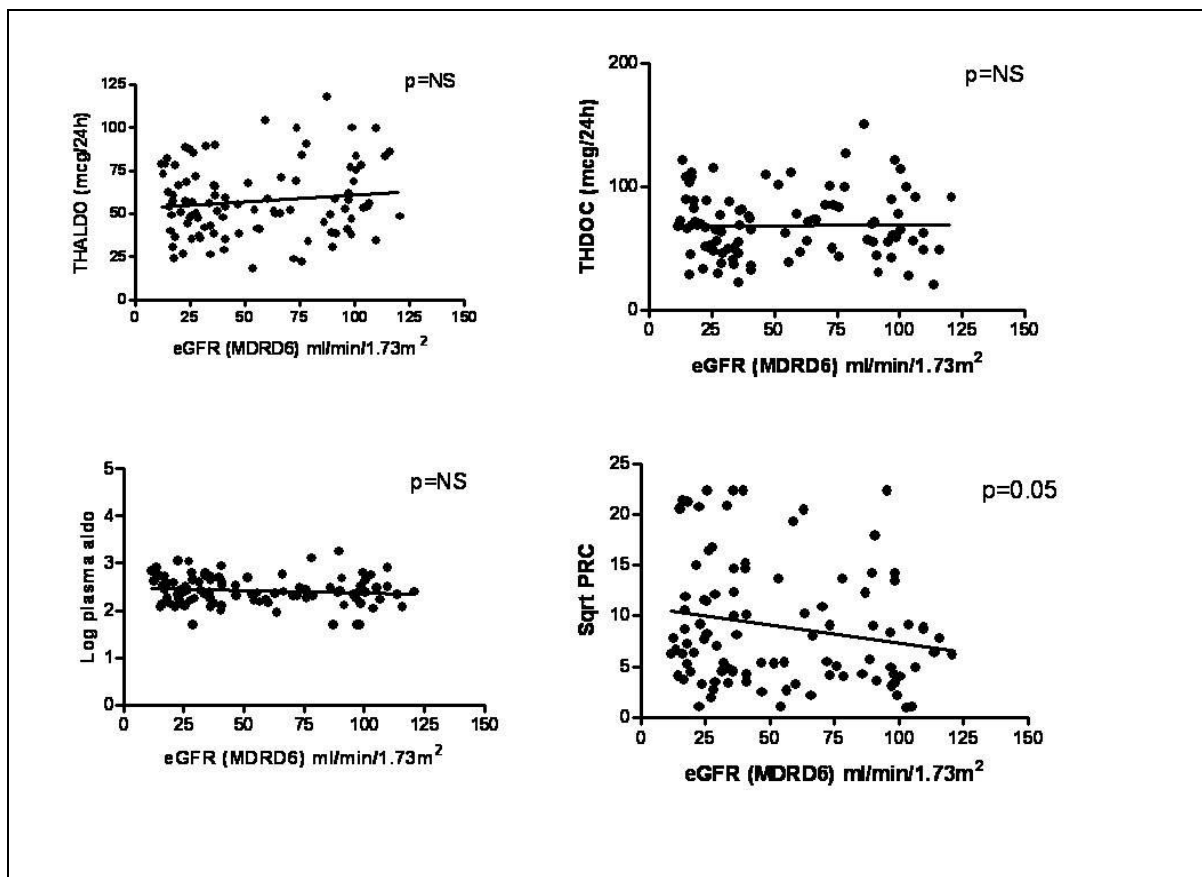 p=NS
THALDO (mcg/24h)
125
100
75
50
25
0
0 25 50 75 100 125 150
eGFR (MDRD6) ml/min/1.73m²
p=NS
THDOC (mcg/24h)
200
100
0
0 25 50 75 100 125 150
eGFR (MDRD6) ml/min/1.73m²
p=NS
Log plasma aldo
5
4
3
2
1
0
0 25 50 75 100 125 150
eGFR (MDRD6) ml/min/1.73m²
p=0.05
Sqrt PRC
25
20
15
10
5
0
0 25 50 75 100 125 150
eGFR (MDRD6) ml/min/1.73m²